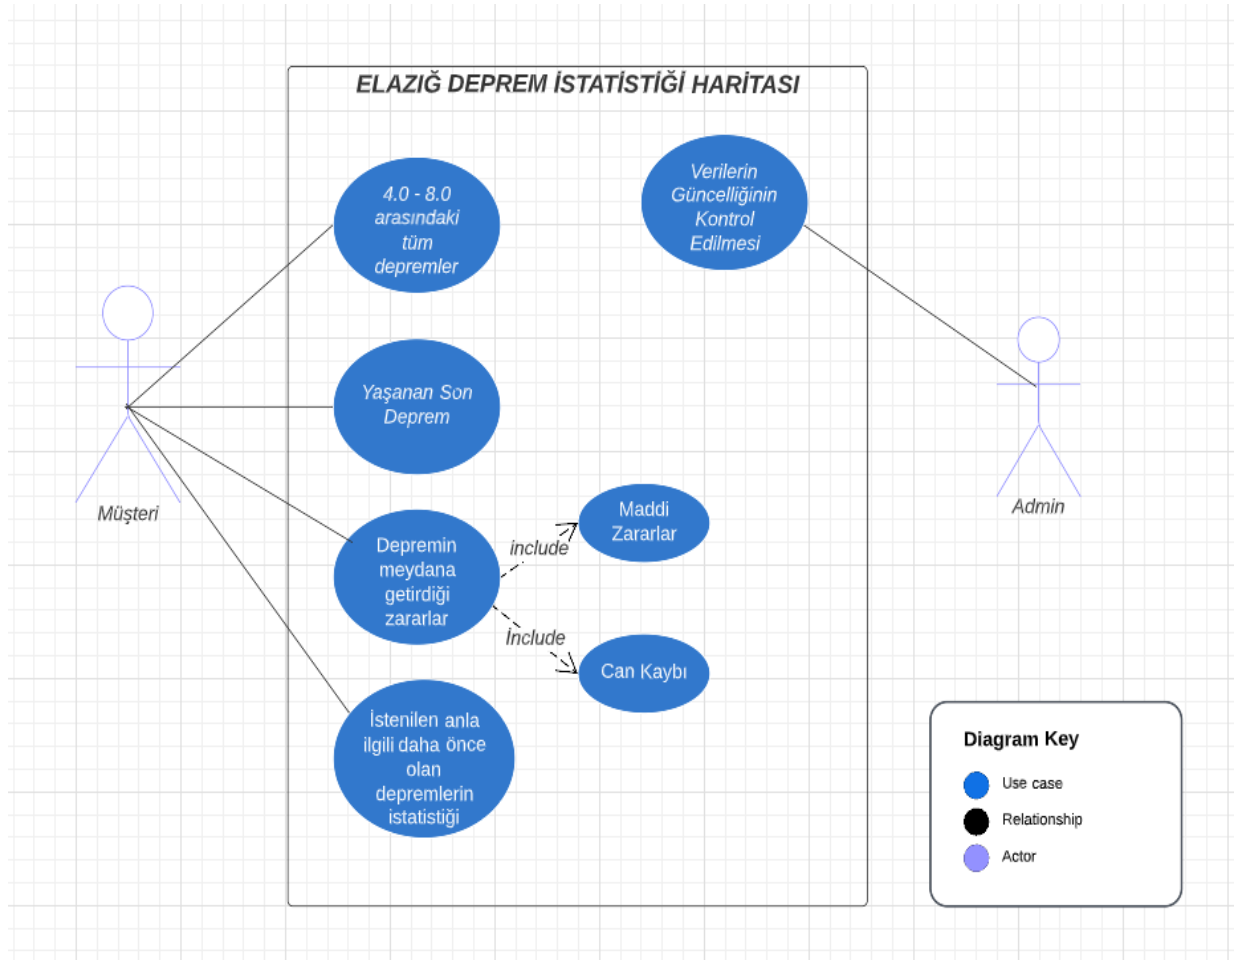 ELAZIĞ DEPREM İSTATİSTİĞİ HARİTASI
4.0 - 8.0
arasındaki
tüm
depremler
Verilerin
Güncelliğinin
Kontrol
Edilmesi
Yaşanan Son
Deprem
Müşteri
Admin
Depremin
meydana
getirdiği
zararlar
include
Maddi
Zararlar
İnclude
Can Kaybı
İstenilen anla
ilgili daha önce
olan
depremlerin
istatistiği
Diagram Key
Use case
Relationship
Actor